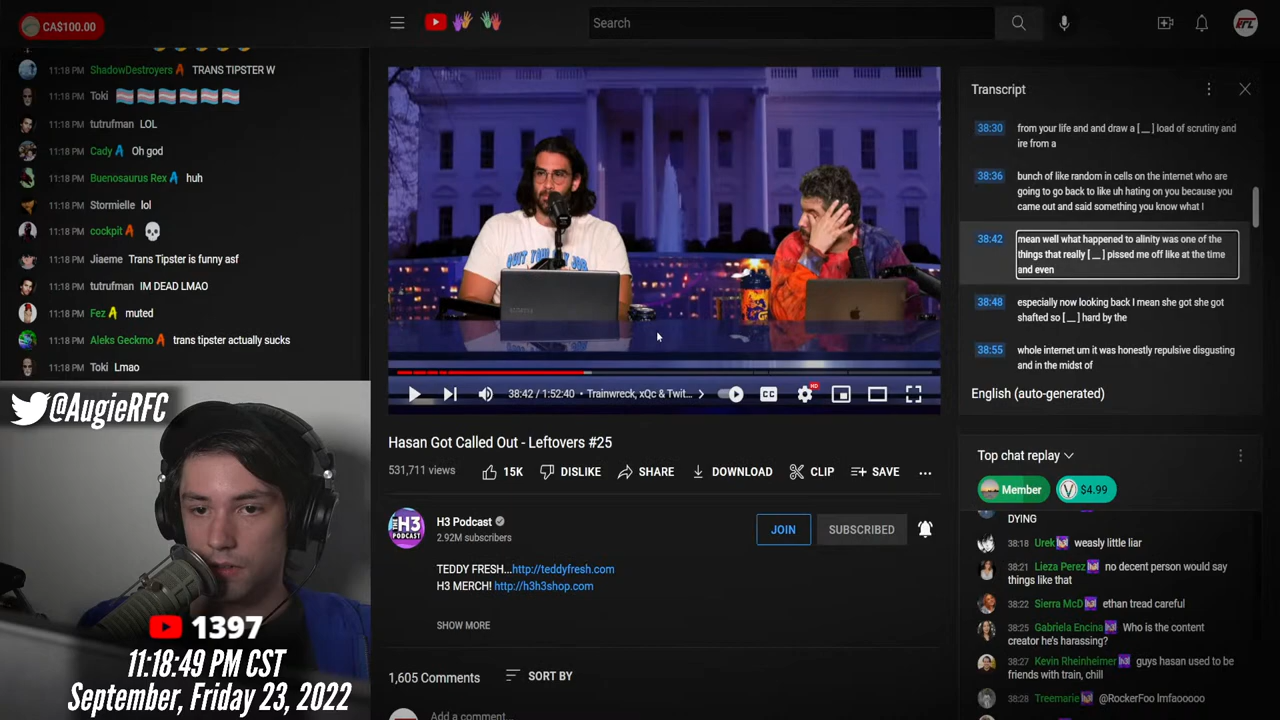 CA$100.00
11:18 PM ShadowDestroyers TRANS TIPSTER W
11:18 PM Toki
11:18 PM tutrufman LOL
11:18 PM Cady Oh god
11:18 PM Buenosaurus Rex huh
11:18 PM Stormielle lol
11:18 PM cockpit
11:18 PM Jiaeme Trans Tipster is funny asf
11:18 PM tutrufman IM DEAD LMAO
11:18 PM Fez muted
11:18 PM Aleks Geckmo trans tipster actually sucks
11:18 PM Toki Lmao
@AugieRFC
1397
11:18:49 PM CST
September, Friday 23, 2022
Search
RFC
QUIT YOUR JOB
38:42 / 1:52:40 • Trainwreck, xQc & Twit...
CC
HD
Hasan Got Called Out - Leftovers #25
531,711 views
15K
DISLIKE
SHARE
DOWNLOAD
CLIP
SAVE
THE H3 PODCAST
H3 Podcast
2.92M subscribers
JOIN
SUBSCRIBED
TEDDY FRESH...http://teddyfresh.com
H3 MERCH! http://h3h3shop.com
SHOW MORE
1,605 Comments
SORT BY
Add a comment...
Transcript
38:30 from your life and and draw a [ __ ] load of scrutiny and
ire from a
38:36 bunch of like random in cells on the internet who are
going to go back to like uh hating on you because you
came out and said something you know what I
38:42 mean well what happened to alinity was one of the
things that really [ __ ] pissed me off like at the time
and even
38:48 especially now looking back I mean she got she got
shafted so [ __ ] hard by the
38:55 whole internet um it was honestly repulsive disgusting
and in the midst of
English (auto-generated)
Top chat replay
Member
V $4.99
DYING
38:18 Urek weasly little liar
38:21 Lieza Perez no decent person would say
things like that
38:22 Sierra McD ethan tread careful
38:25 Gabriela Encina Who is the content
creator he's harassing?
38:27 Kevin Rheinheimer guys hasan used to be
friends with train, chill
38:28 Treemarie @RockerFoo lmfaooooo